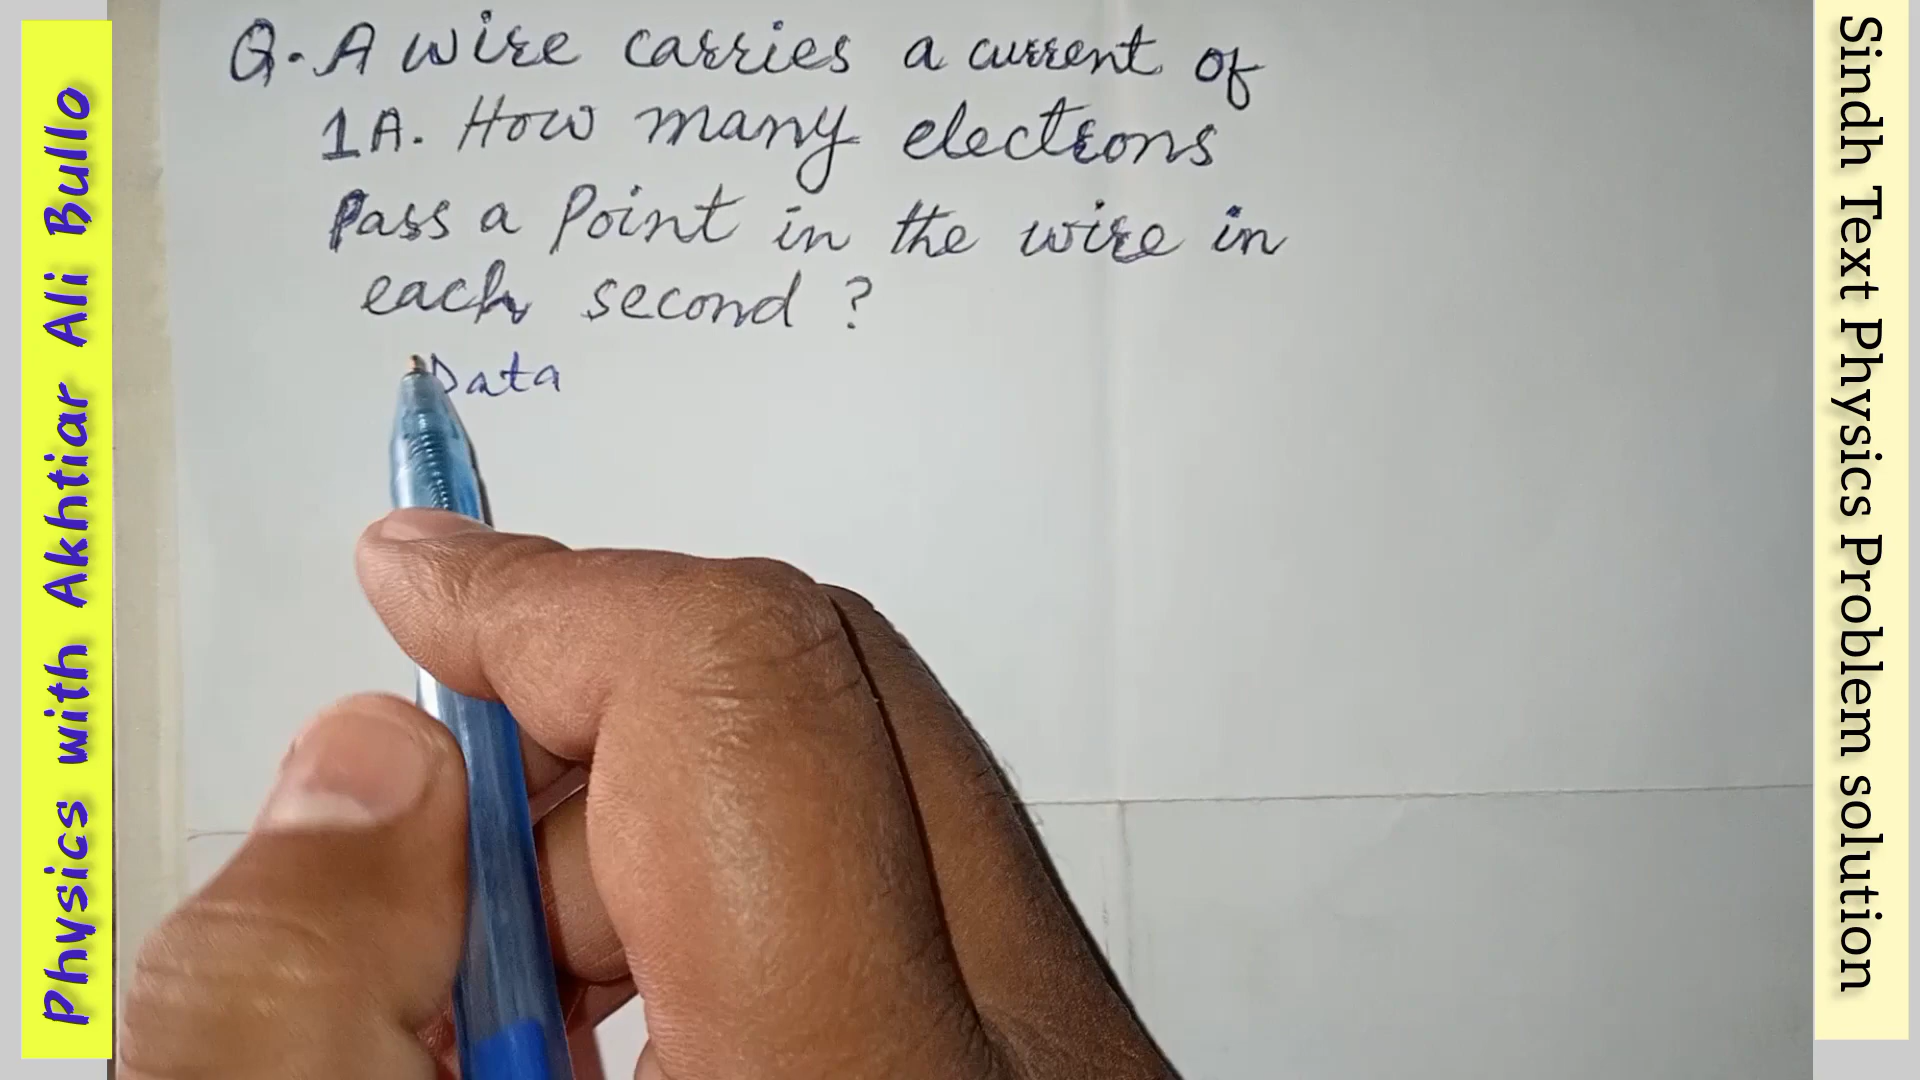 Physics with Akhtiar Ali Bullo
Q. A wire carries a current of
1A. How many electrons
Pass a Point in the wire in
each second ?
Data
Sindh Text Physics Problem solution